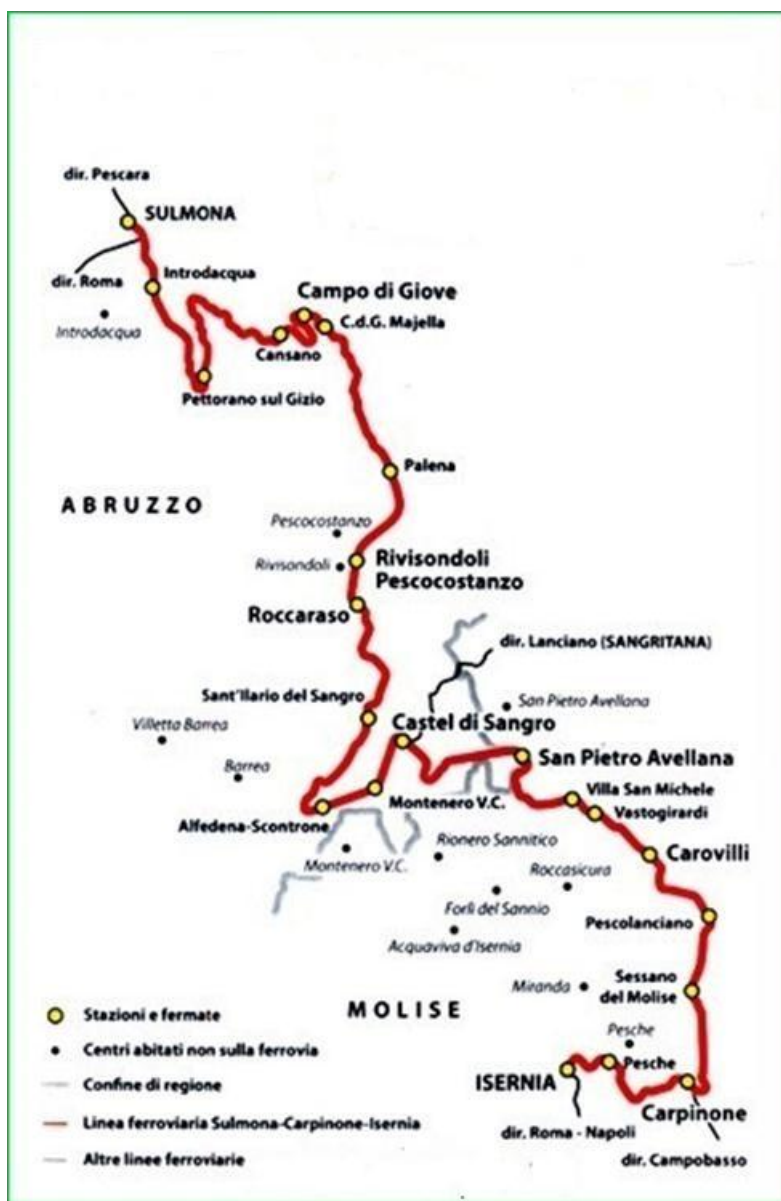 dir. Pescara
SULMONA
dir. Roma
Introdacqua
Introdacqua
Campo di Giove
C.d.G. Majella
Cansano
Pettorano sul Gizio
Palena
ABRUZZO
Pescocostanzo
Rivisondoli
Rivisondoli
Pescocostanzo
Roccaraso
dir. Lanciano (SANGRITANA)
Sant'Ilario del Sangro
San Pietro Avellana
Villetta Barrea
Castel di Sangro
Barrea
San Pietro Avellana
Villa San Michele
Montenero V.C.
Vastogirardi
Alfedena-Scontrone
Rionero Sannitico
Carovilli
Montenero V.C.
Roccasicura
Forlì del Sannio
Pescolanciano
Acquaviva d'Isernia
Sessano
del Molise
Miranda
MOLISE
Pesche
Pesche
ISERNIA
Carpinone
dir. Roma - Napoli
dir. Campobasso
Stazioni e fermate
Centri abitati non sulla ferrovia
Confine di regione
Linea ferroviaria Sulmona-Carpinone-Isernia
Altre linee ferroviarie